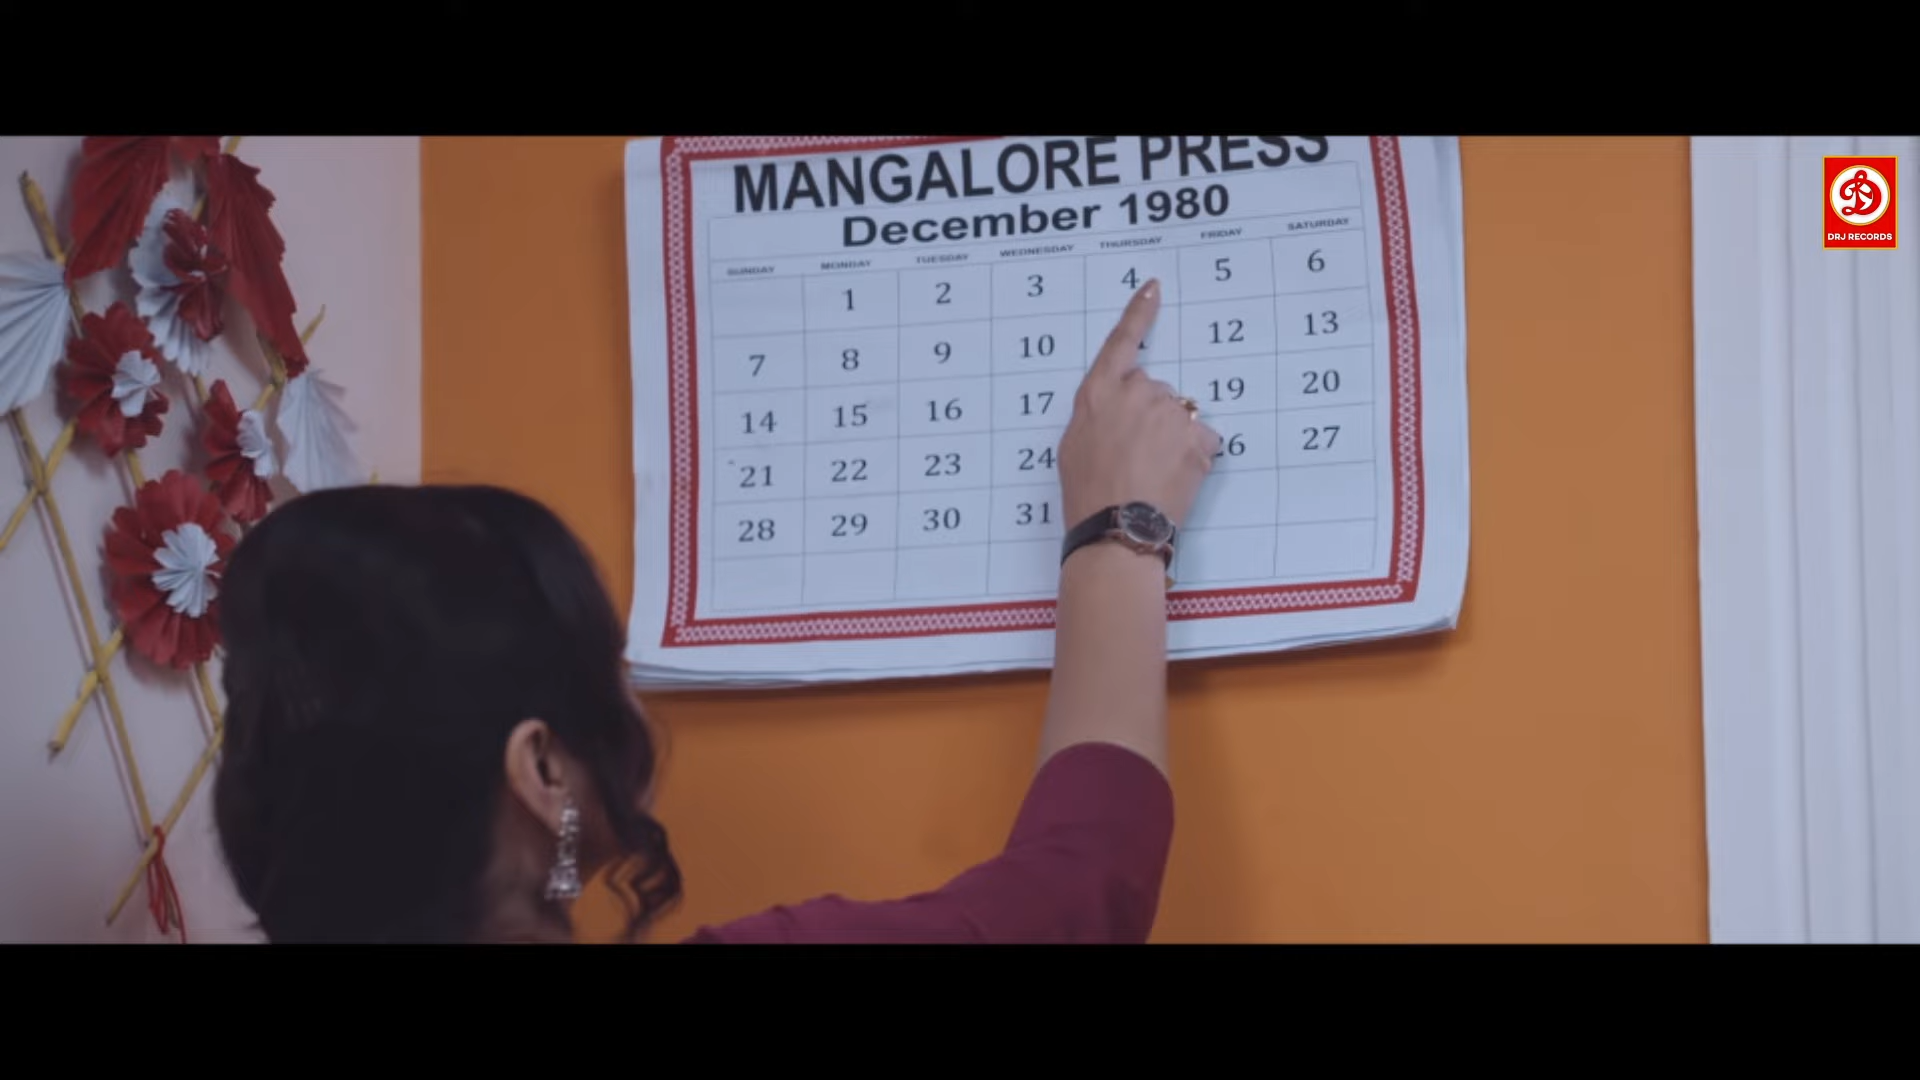 MANGALORE PRESS
December 1980
SUNDAY MONDAY TUESDAY WEDNESDAY THURSDAY FRIDAY SATURDAY
1 2 3 4 5 6
7 8 9 10 12 13
14 15 16 17 19 20
21 22 23 24 26 27
28 29 30 31
DRJ RECORDS